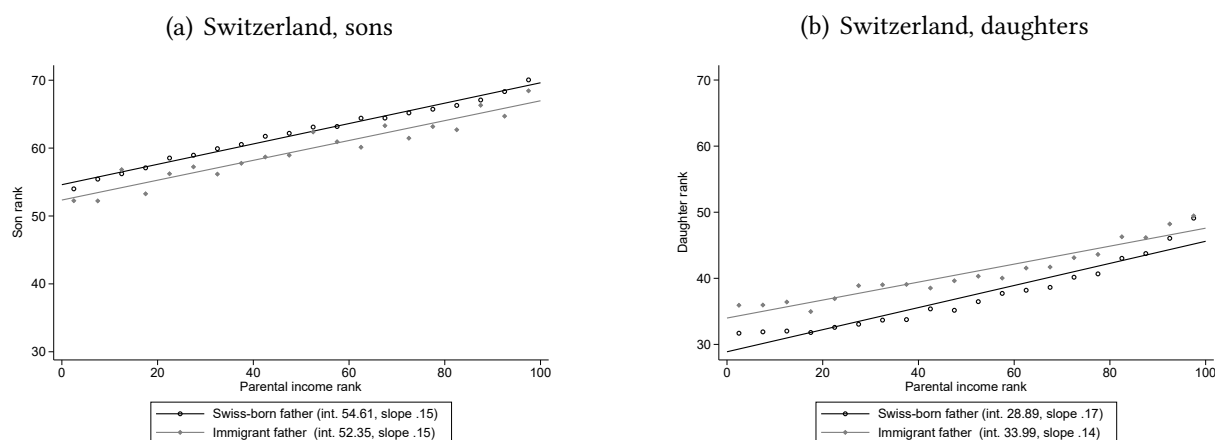 (a) Switzerland, sons
70
60
50
40
30
Son rank
0 20 40 60 80 100
Parental income rank
Swiss-born father (int. 54.61, slope .15)
Immigrant father (int. 52.35, slope .15)
(b) Switzerland, daughters
70
60
50
40
30
Daughter rank
0 20 40 60 80 100
Parental income rank
Swiss-born father (int. 28.89, slope .17)
Immigrant father (int. 33.99, slope .14)